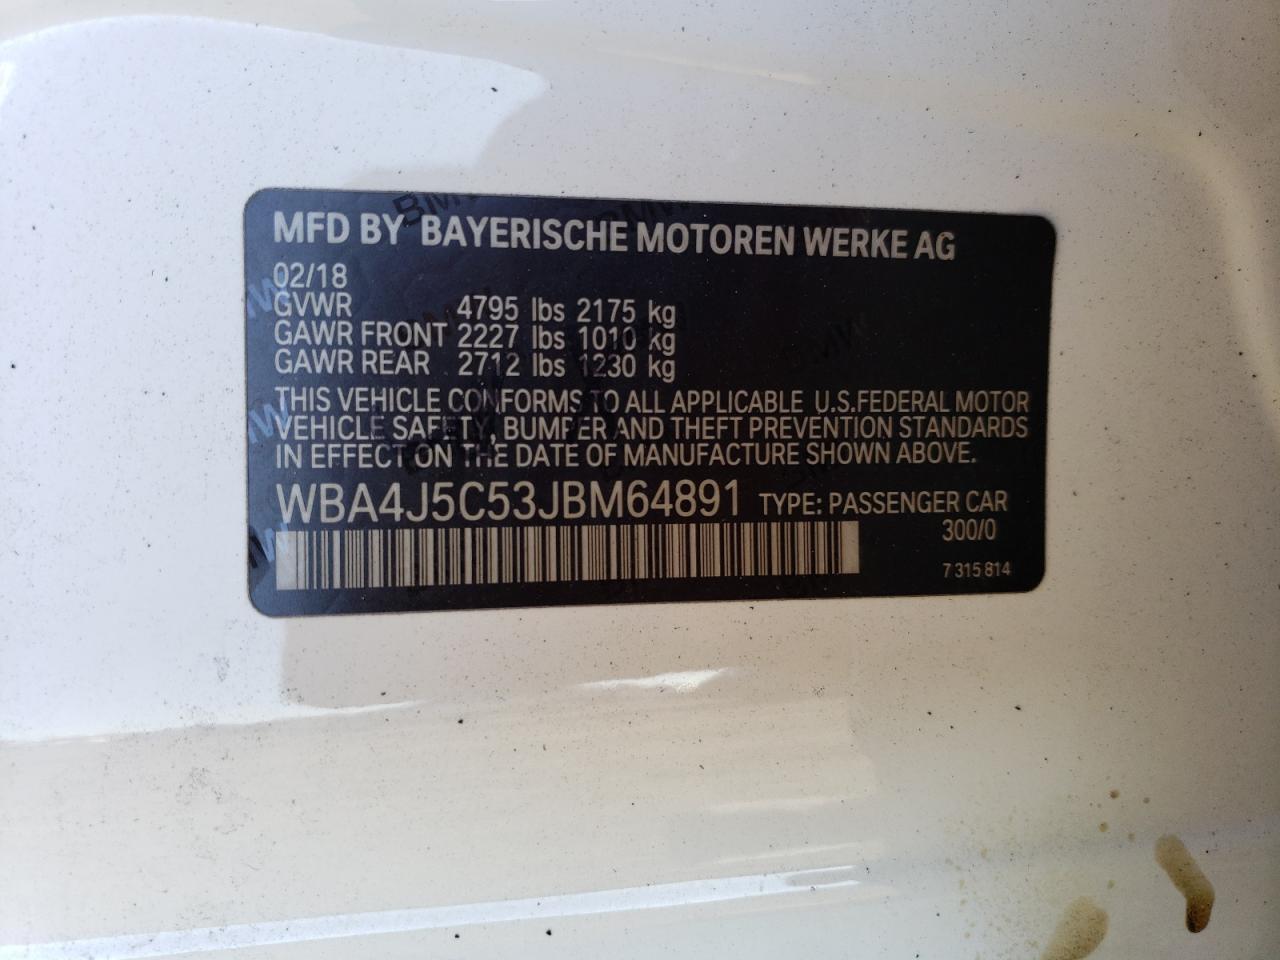 MFD BY BAYERISCHE MOTOREN WERKE AG
02/18
GVWR 4795 lbs 2175 kg
GAWR FRONT 2227 lbs 1010 kg
GAWR REAR 2712 lbs 1230 kg
THIS VEHICLE CONFORMS TO ALL APPLICABLE U.S.FEDERAL MOTOR
VEHICLE SAFETY, BUMPER AND THEFT PREVENTION STANDARDS
IN EFFECT ON THE DATE OF MANUFACTURE SHOWN ABOVE.
WBA4J5C53JBM64891 TYPE: PASSENGER CAR
300/0
7 315 814